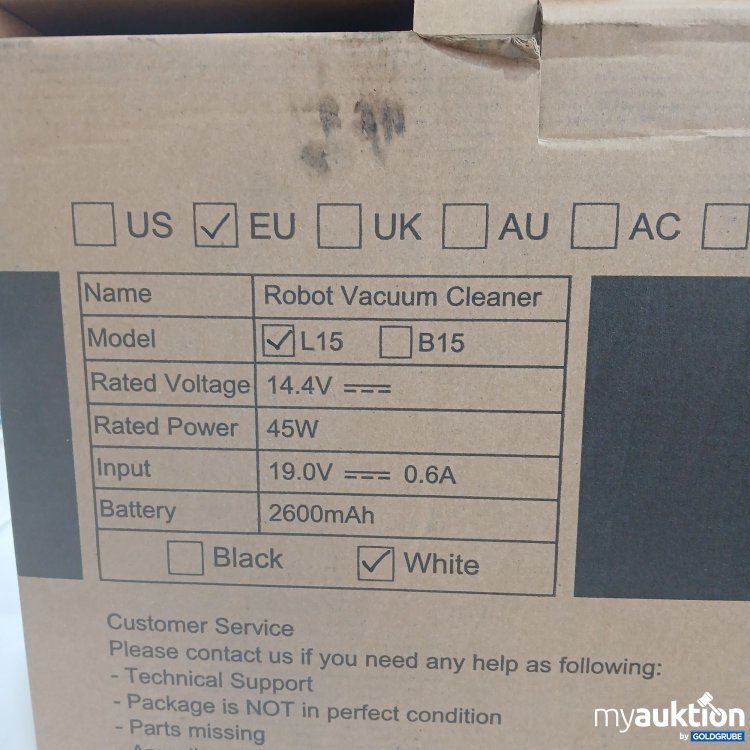 US EU UK AU AC
Name Robot Vacuum Cleaner
Model L15 B15
Rated Voltage 14.4V
Rated Power 45W
Input 19.0V 0.6A
Battery 2600mAh
Black White
Customer Service
Please contact us if you need any help as following:
- Technical Support
- Package is NOT in perfect condition
- Parts missing
myauktion
by GOLDGRUBE